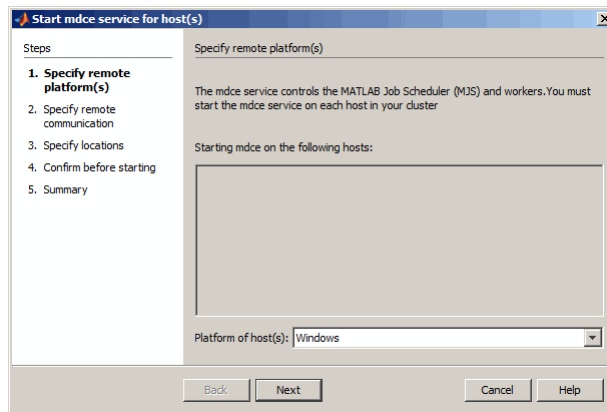 Start mdce service for host(s)
Steps
1. Specify remote
platform(s)
2. Specify remote
communication
3. Specify locations
4. Confirm before starting
5. Summary
Specify remote platform(s)
The mdce service controls the MATLAB Job Scheduler (MJS) and workers.You must
start the mdce service on each host in your cluster
Starting mdce on the following hosts:
Platform of host(s): Windows
Back Next Cancel Help